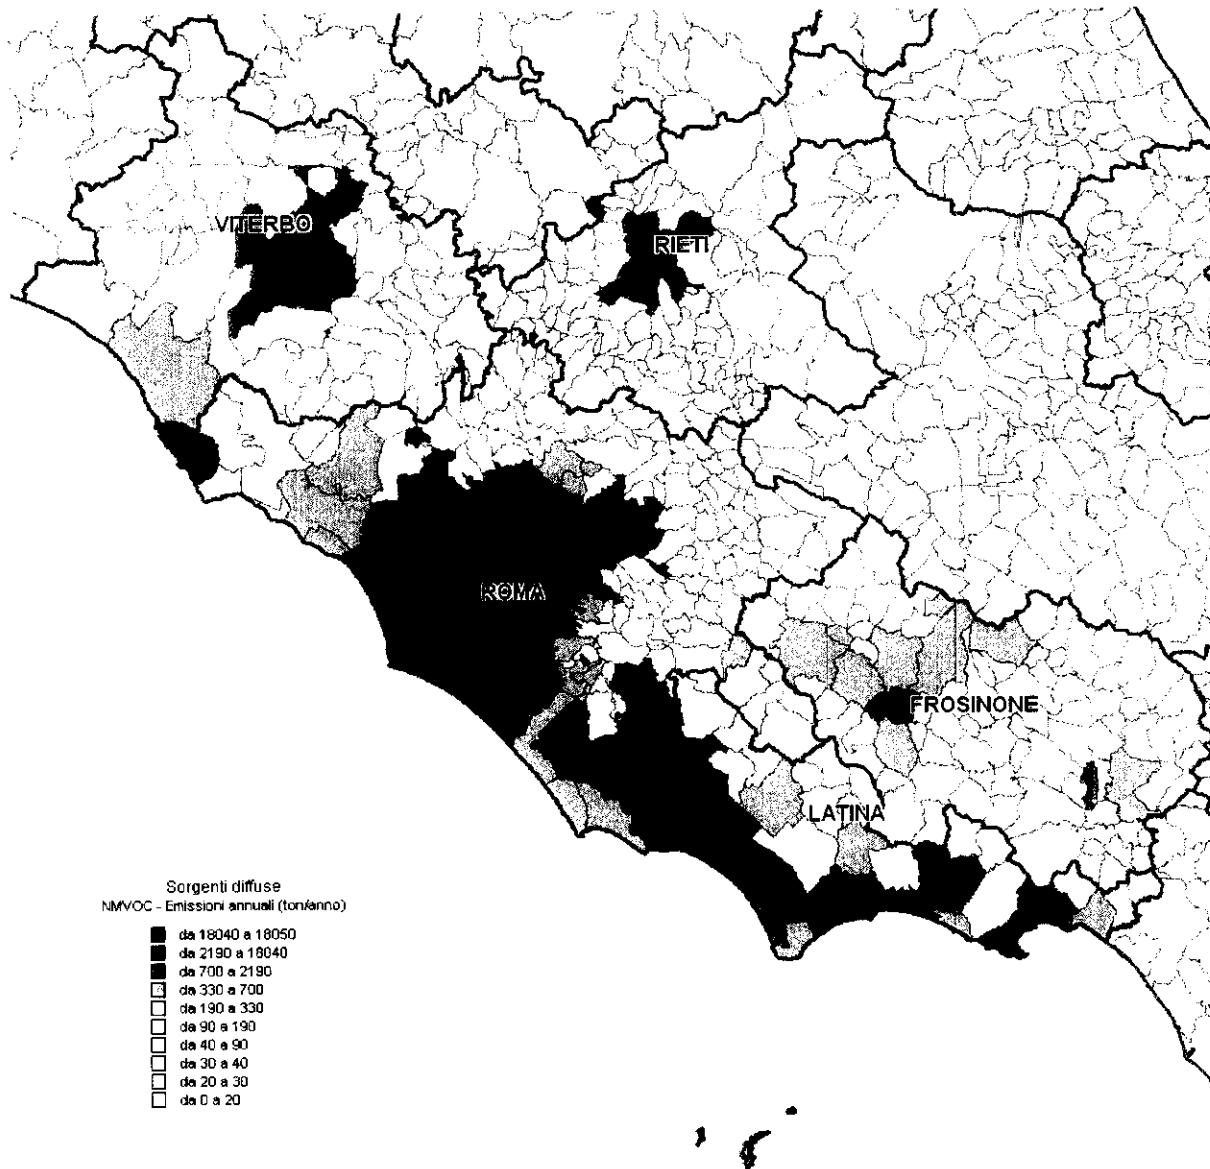 VITERBO
RIETI
ROMA
FROSINONE
LATINA
Sorgenti diffuse
NMVOC - Emissioni annuali (ton/anno)
da 18040 a 18050
da 2190 a 18040
da 700 a 2190
da 330 a 700
da 190 a 330
da 90 a 190
da 40 a 90
da 30 a 40
da 20 a 30
da 0 a 20